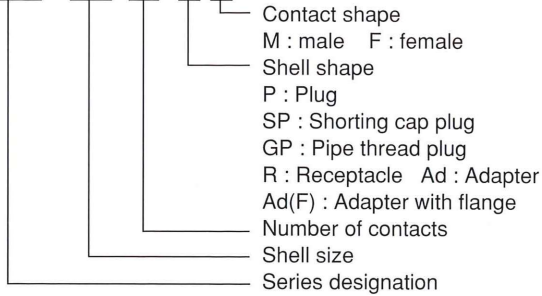 Contact shape
M : male F : female
Shell shape
P : Plug
SP : Shorting cap plug
GP : Pipe thread plug
R : Receptacle Ad : Adapter
Ad(F) : Adapter with flange
Number of contacts
Shell size
Series designation